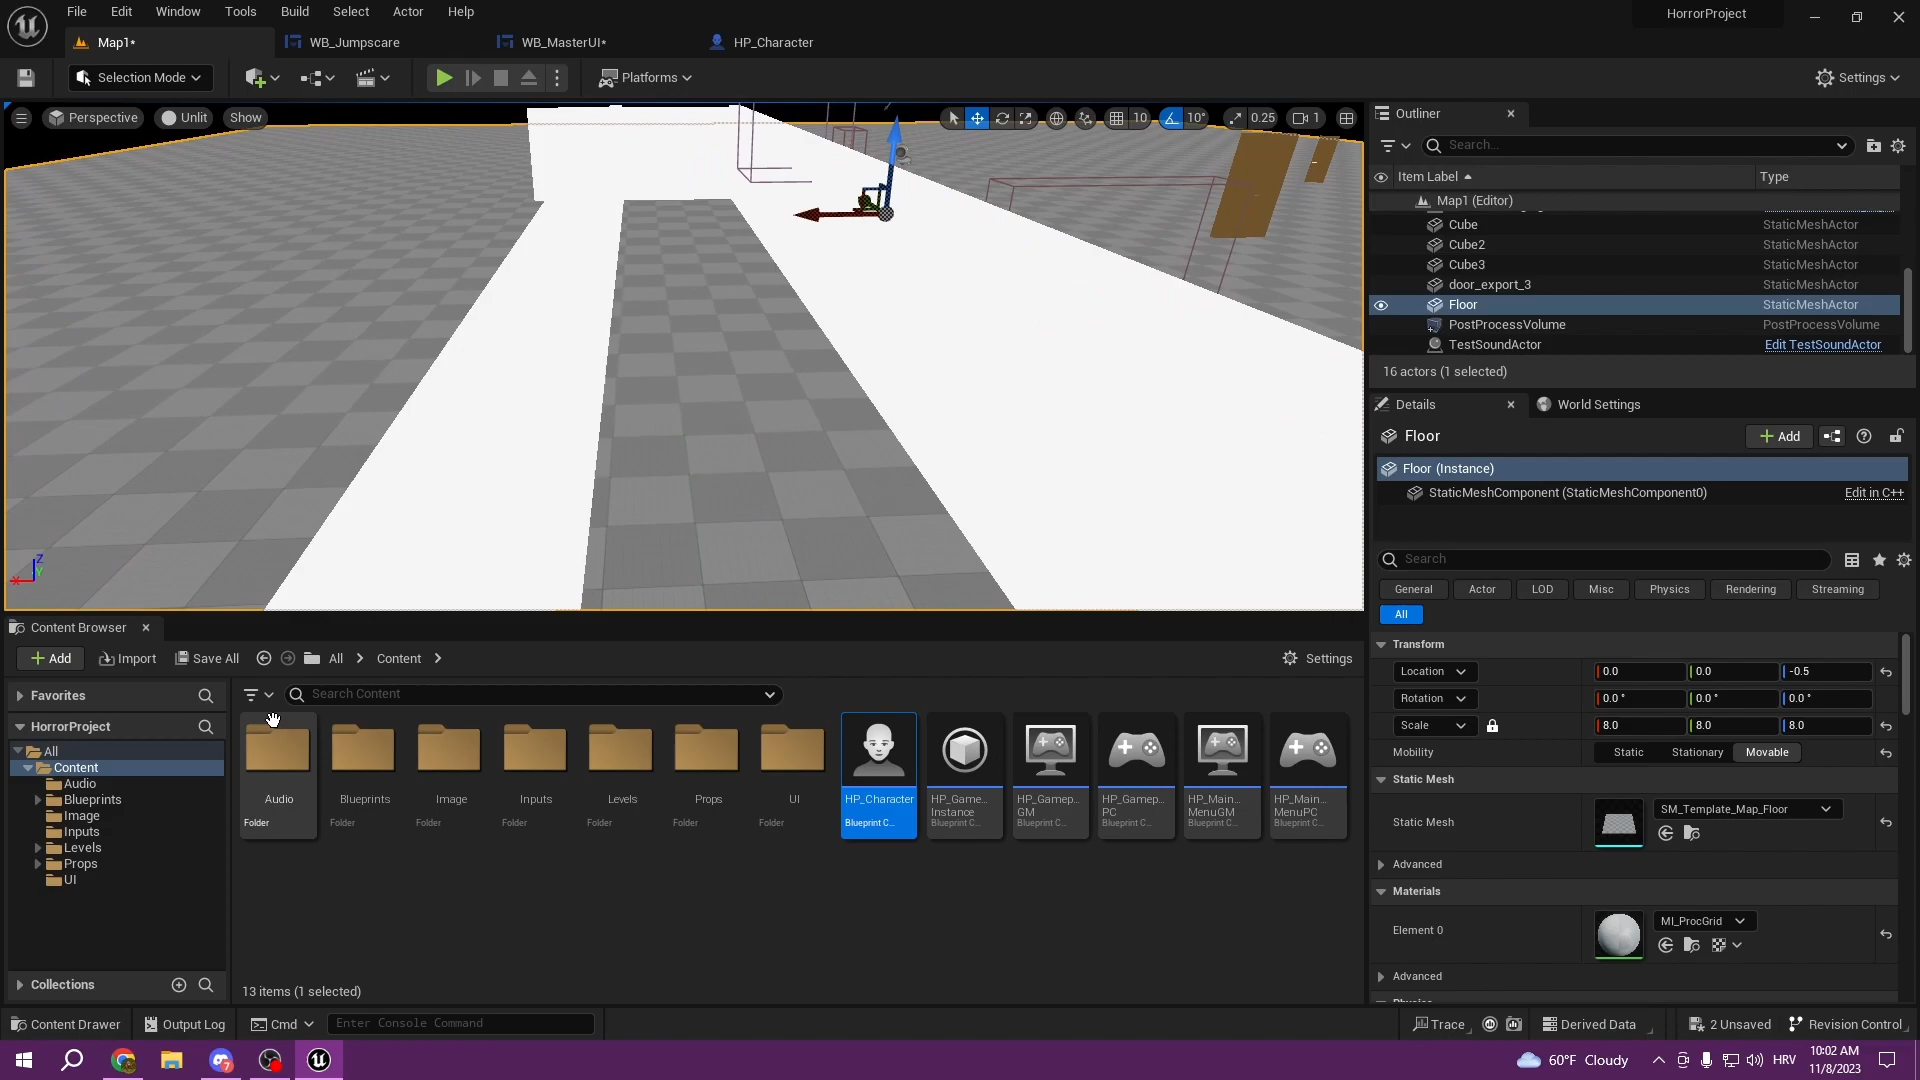 File Edit Window Tools Build Select Actor Help
HorrorProject
Map1*
WB_Jumpscare
WB_MasterUI*
HP_Character
Selection Mode
Platforms
Settings
Perspective
Unlit
Show
10
10°
0.25
1
Outliner
Search...
Item Label
Type
Map1 (Editor)
Cube StaticMeshActor
Cube2 StaticMeshActor
Cube3 StaticMeshActor
door_export_3 StaticMeshActor
Floor StaticMeshActor
PostProcessVolume PostProcessVolume
TestSoundActor Edit TestSoundActor
16 actors (1 selected)
Details
World Settings
Floor
Add
Floor (Instance)
StaticMeshComponent (StaticMeshComponent0) Edit in C++
Search
General Actor LOD Misc Physics Rendering Streaming
All
Transform
Location 0.0 0.0 -0.5
Rotation 0.0° 0.0° 0.0°
Scale 8.0 8.0 8.0
Mobility Static Stationary Movable
Static Mesh
Static Mesh SM_Template_Map_Floor
Advanced
Materials
Element 0 MI_ProcGrid
Advanced
Z
Y
X
Content Browser
Add Import Save All All Content Settings
Favorites
Search Content
HorrorProject
All
Content
Audio
Blueprints
Image
Inputs
Levels
Props
UI
Collections
Audio
Folder
Blueprints
Folder
Image
Folder
Inputs
Folder
Levels
Folder
Props
Folder
UI
Folder
HP_Character
Blueprint C...
HP_Game...
Instance
Blueprint C...
HP_Gamep...
GM
Blueprint C...
HP_Gamep...
PC
Blueprint C...
HP_Main...
MenuGM
Blueprint C...
HP_Main...
MenuPC
Blueprint C...
13 items (1 selected)
Content Drawer Output Log Cmd Enter Console Command Trace Derived Data 2 Unsaved Revision Control
7
60°F Cloudy
HRV
10:02 AM
11/8/2023